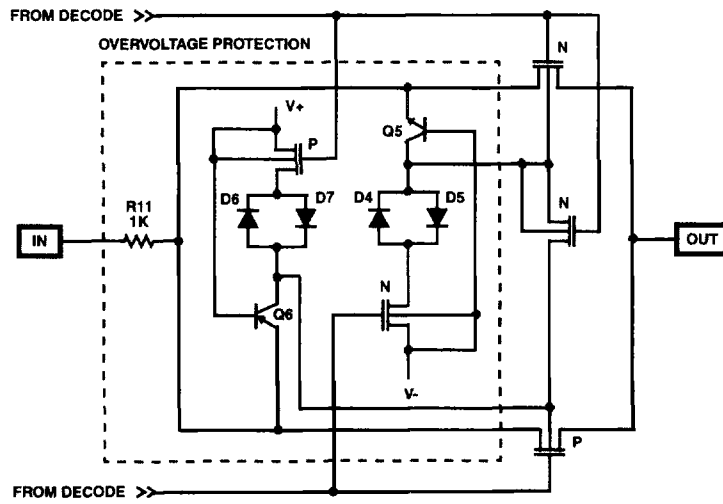 FROM DECODE
OVERVOLTAGE PROTECTION
N
V+
P
Q5
D6
D7
D4
D5
R11
1K
N
IN
OUT
N
Q6
V-
P
FROM DECODE